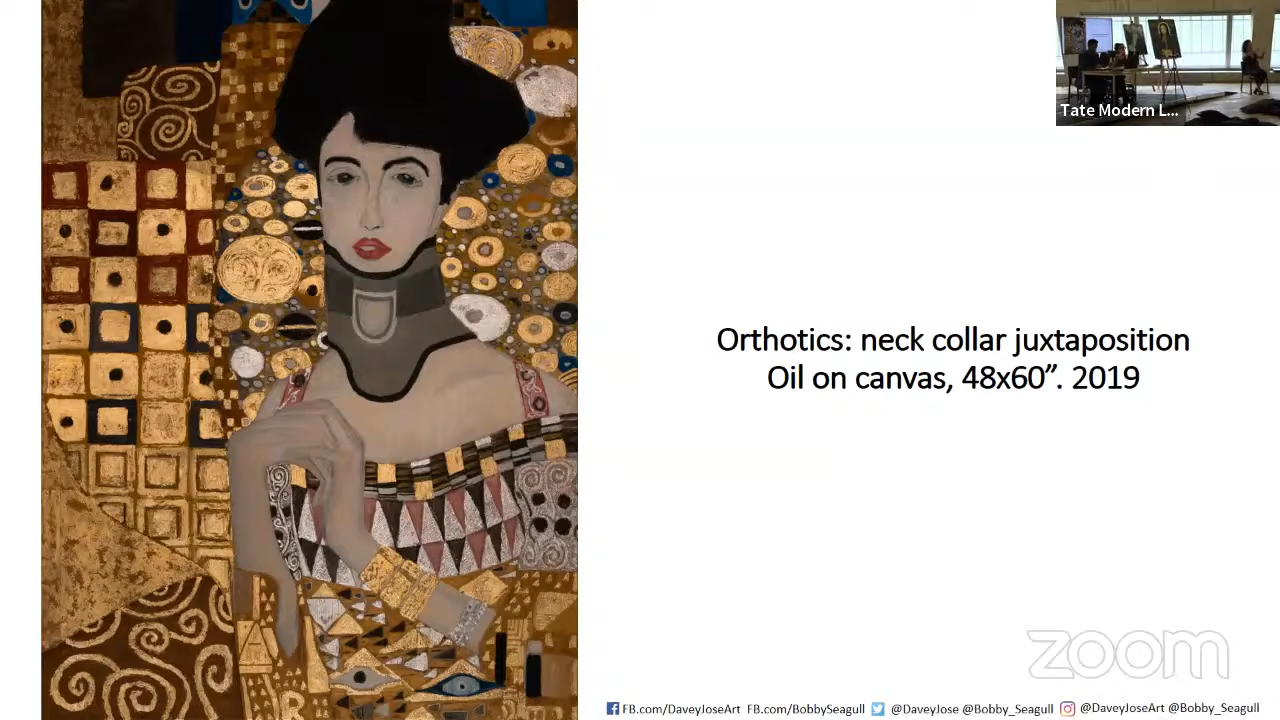 Tate Modern L...
Orthotics: neck collar juxtaposition
Oil on canvas, 48x60”. 2019
zoom
FB.com/DaveyJoseArt FB.com/BobbySeagull @DaveyJose @Bobby_Seagull @DaveyJoseArt @Bobby_Seagull